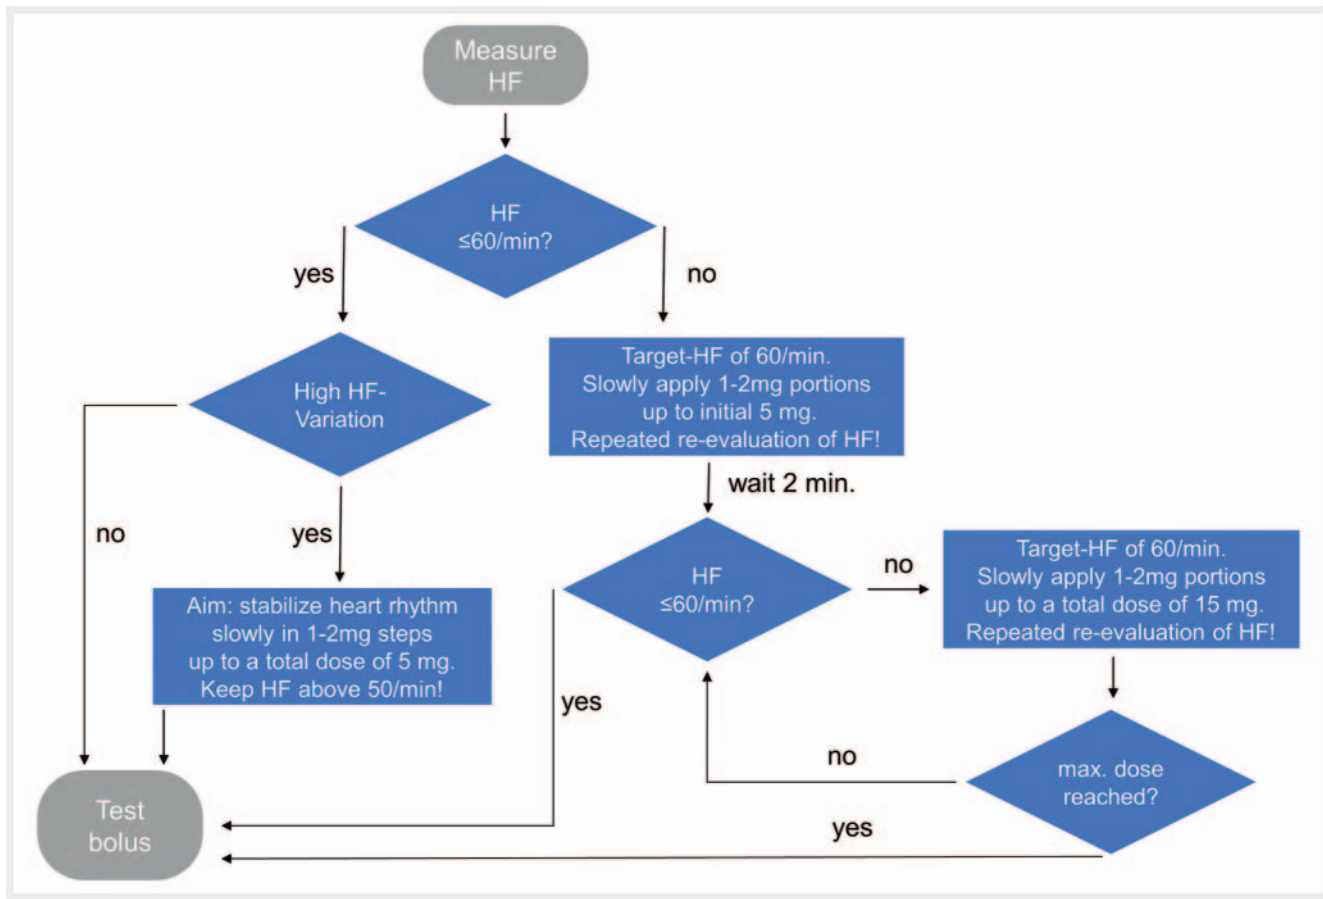 Measure
HF
HF
≤60/min?
yes
no
High HF-
Variation
Target-HF of 60/min.
Slowly apply 1-2mg portions
up to initial 5 mg.
Repeated re-evaluation of HF!
wait 2 min.
no
yes
HF
≤60/min?
no
Target-HF of 60/min.
Slowly apply 1-2mg portions
up to a total dose of 15 mg.
Repeated re-evaluation of HF!
Aim: stabilize heart rhythm
slowly in 1-2mg steps
up to a total dose of 5 mg.
Keep HF above 50/min!
yes
no
max. dose
reached?
yes
Test
bolus